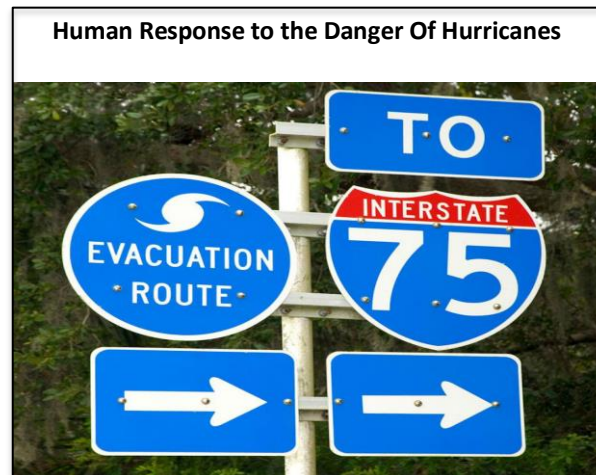 Human Response to the Danger Of Hurricanes
TO
EVACUATION
ROUTE
INTERSTATE
75